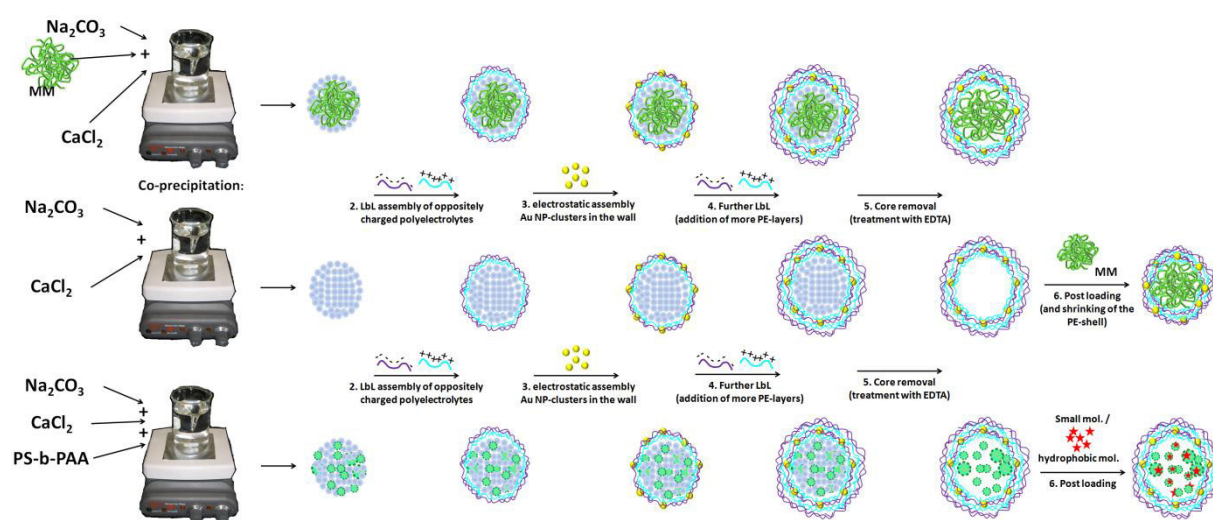 Na2CO3
+
MM
CaCl2
Co-precipitation:
2. LbL assembly of oppositely
charged polyelectrolytes
3. electrostatic assembly
Au NP-clusters in the wall
4. Further LbL
(addition of more PE-layers)
5. Core removal
(treatment with EDTA)
Na2CO3
+
CaCl2
MM
6. Post loading
(and shrinking of the
PE-shell)
2. LbL assembly of oppositely
charged polyelectrolytes
3. electrostatic assembly
Au NP-clusters in the wall
4. Further LbL
(addition of more PE-layers)
5. Core removal
(treatment with EDTA)
Na2CO3
+
CaCl2
+
PS-b-PAA
Small mol. /
hydrophobic mol.
6. Post loading